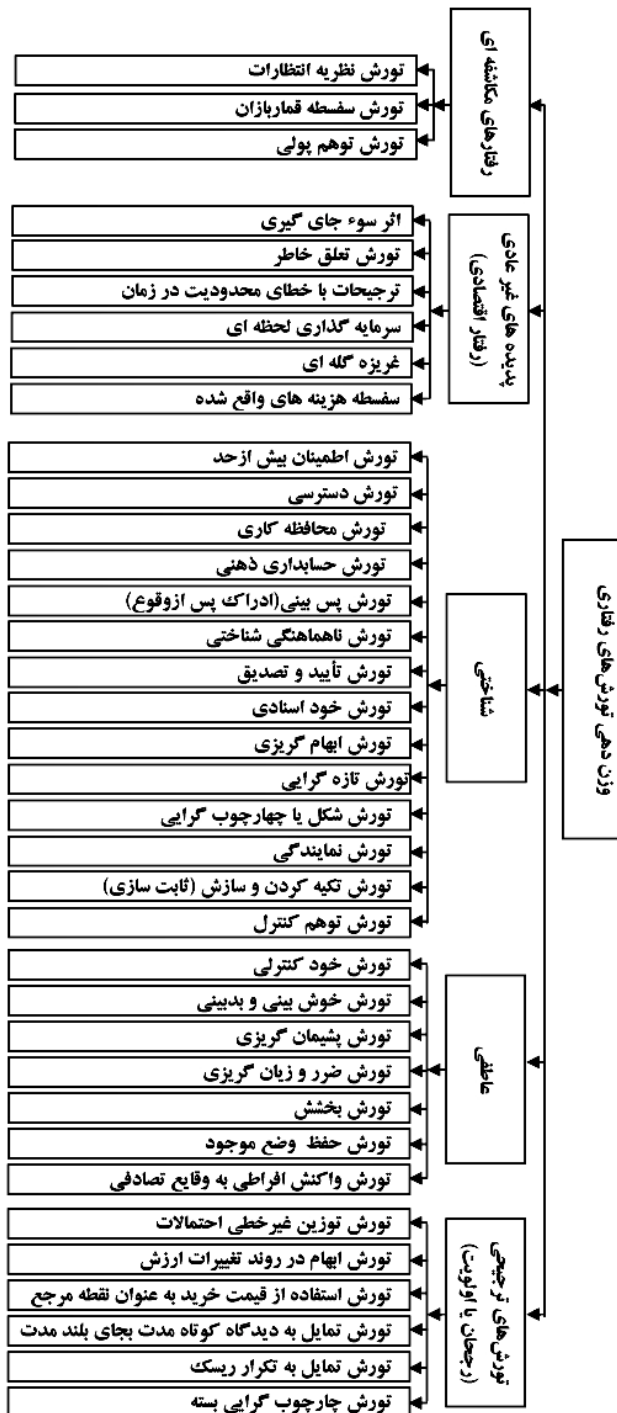 وزن دهی تورش‌های رفتاری
رفتارهای مکاشفه ای
تورش نظریه انتظارات
تورش سفسطه قماربازان
تورش توهم پولی
پدیده های غیر عادی
(رفتار اقتصادی)
اثر سوء جای گیری
تورش تعلق خاطر
ترجیحات با خطای محدودیت در زمان
سرمایه گذاری لحظه ای
غریزه گله ای
سفسطه هزینه های واقع شده
شناختی
تورش اطمینان بیش ازحد
تورش دسترسی
تورش محافظه کاری
تورش حسابداری ذهنی
تورش پس بینی(ادراک پس ازوقوع)
تورش ناهماهنگی شناختی
تورش تأیید و تصدیق
تورش خود اسنادی
تورش ابهام گریزی
تورش تازه گرایی
تورش شکل یا چهارچوب گرایی
تورش نمایندگی
تورش تکیه کردن و سازش (ثابت سازی)
تورش توهم کنترل
عاطفی
تورش خود کنترلی
تورش خوش بینی و بدبینی
تورش پشیمان گریزی
تورش ضرر و زیان گریزی
تورش بخشش
تورش حفظ وضع موجود
تورش واکنش افراطی به وقایع تصادفی
تورش‌های ترجیحی
(رجحان یا اولویت)
تورش توزین غیرخطی احتمالات
تورش ابهام در روند تغییرات ارزش
تورش استفاده از قیمت خرید به عنوان نقطه مرجع
تورش تمایل به دیدگاه کوتاه مدت بجای بلند مدت
تورش تمایل به تکرار ریسک
تورش چارچوب گرایی بسته